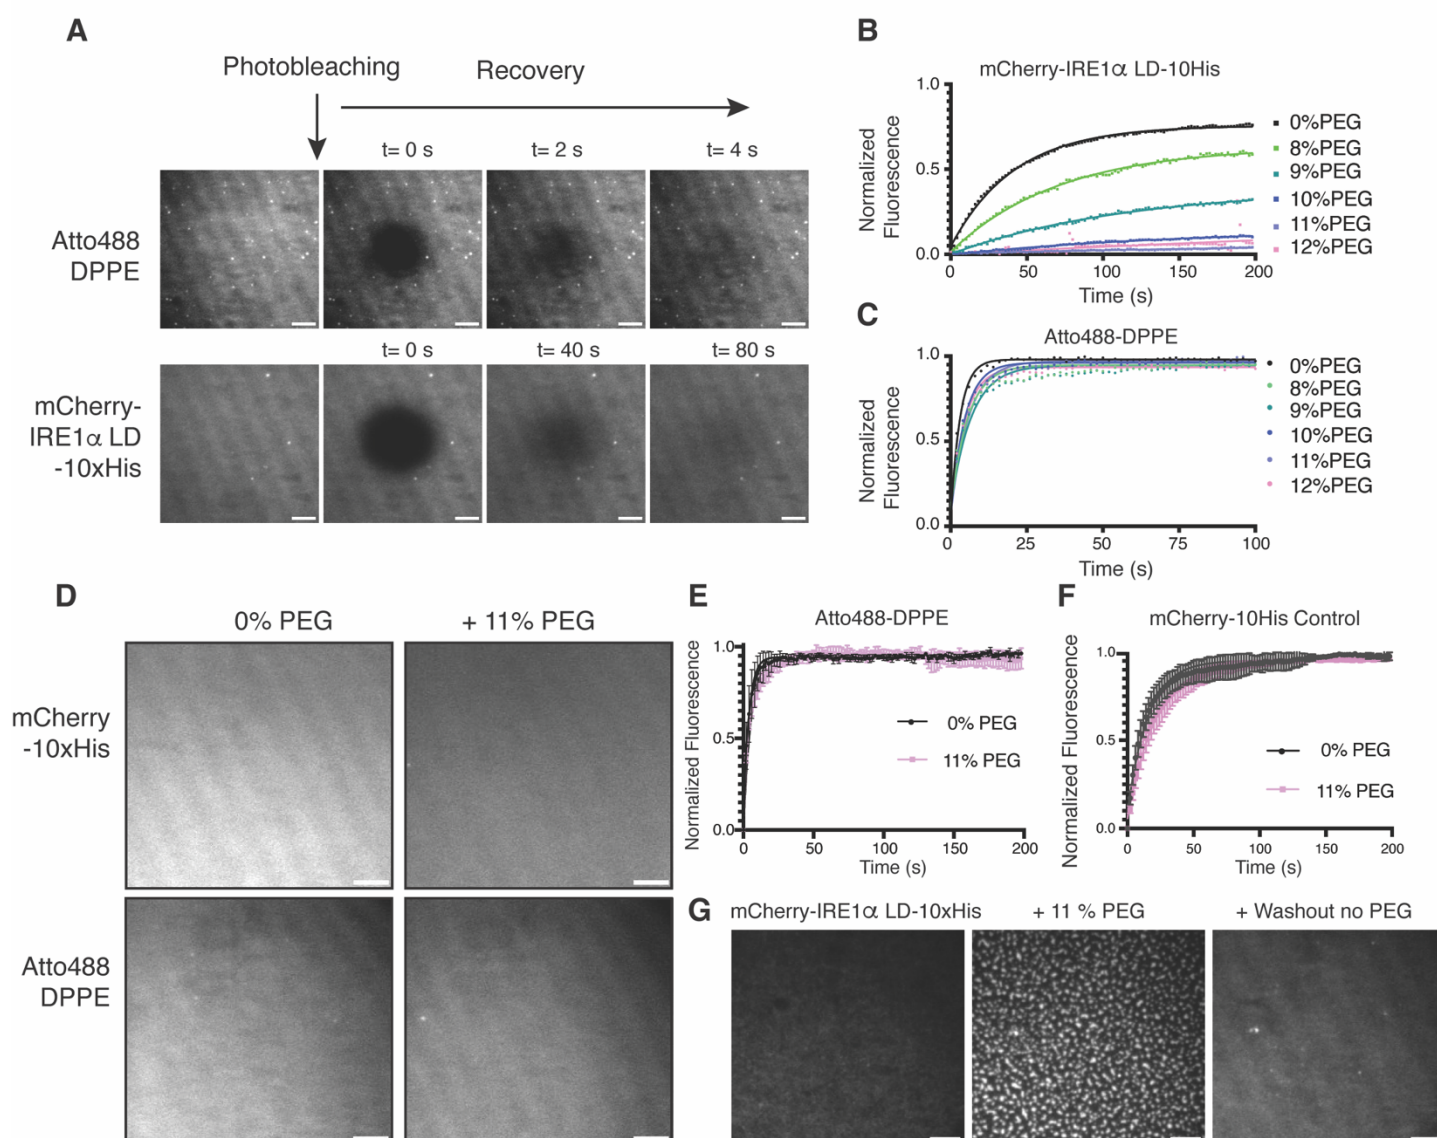 A
Photobleaching
Recovery
t= 0 s
t= 2 s
t= 4 s
Atto488
DPPE
t= 0 s
t= 40 s
t= 80 s
mCherry-
IRE1α LD
-10xHis
B
mCherry-IRE1α LD-10His
Normalized
Fluorescence
1.0
0.5
0.0
0
50
100
150
200
Time (s)
0%PEG
8%PEG
9%PEG
10%PEG
11%PEG
12%PEG
C
Atto488-DPPE
Normalized
Fluorescence
1.0
0.5
0.0
0
25
50
75
100
Time (s)
0%PEG
8%PEG
9%PEG
10%PEG
11%PEG
12%PEG
D
0% PEG
+ 11% PEG
mCherry
-10xHis
Atto488
DPPE
E
Atto488-DPPE
Normalized Fluorescence
1.0
0.5
0.0
0
50
100
150
200
Time (s)
0% PEG
11% PEG
F
mCherry-10His Control
Normalized Fluorescence
1.0
0.5
0.0
0
50
100
150
200
Time (s)
0% PEG
11% PEG
G
mCherry-IRE1α LD-10xHis
+ 11 % PEG
+ Washout no PEG